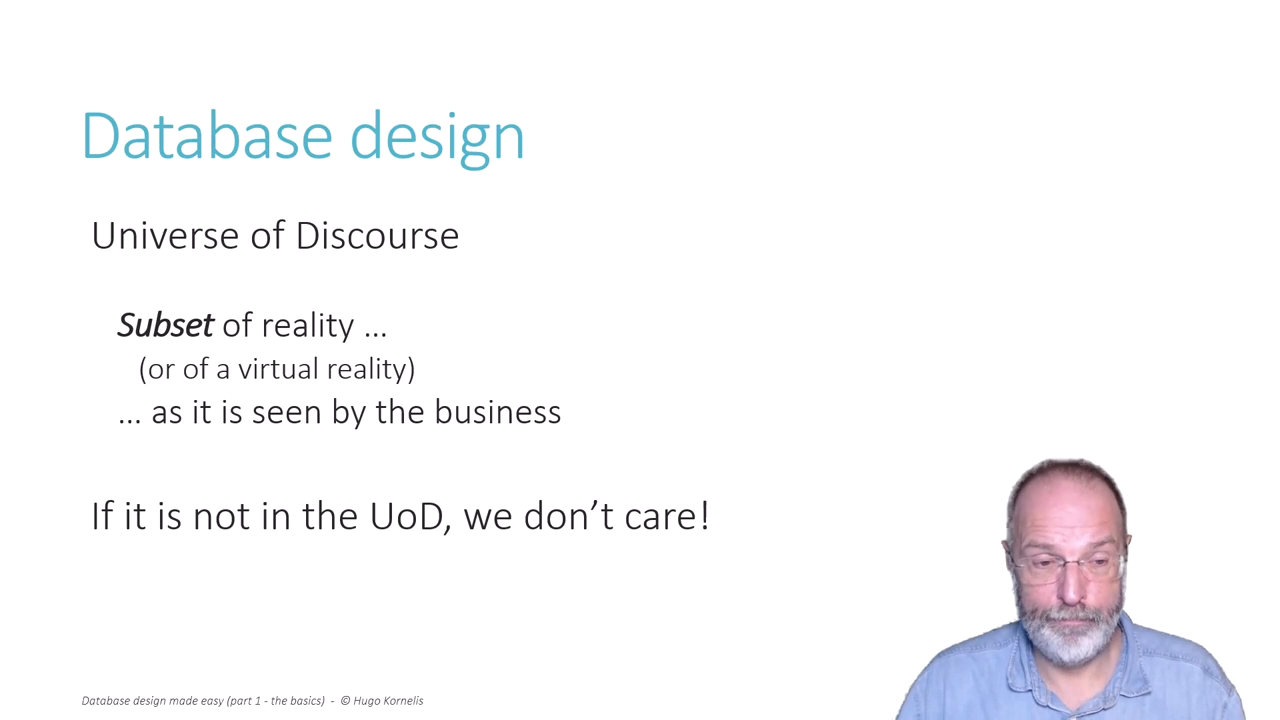 Database design
Universe of Discourse
Subset of reality …
(or of a virtual reality)
… as it is seen by the business
If it is not in the UoD, we don’t care!
Database design made easy (part 1 - the basics) - © Hugo Kornelis